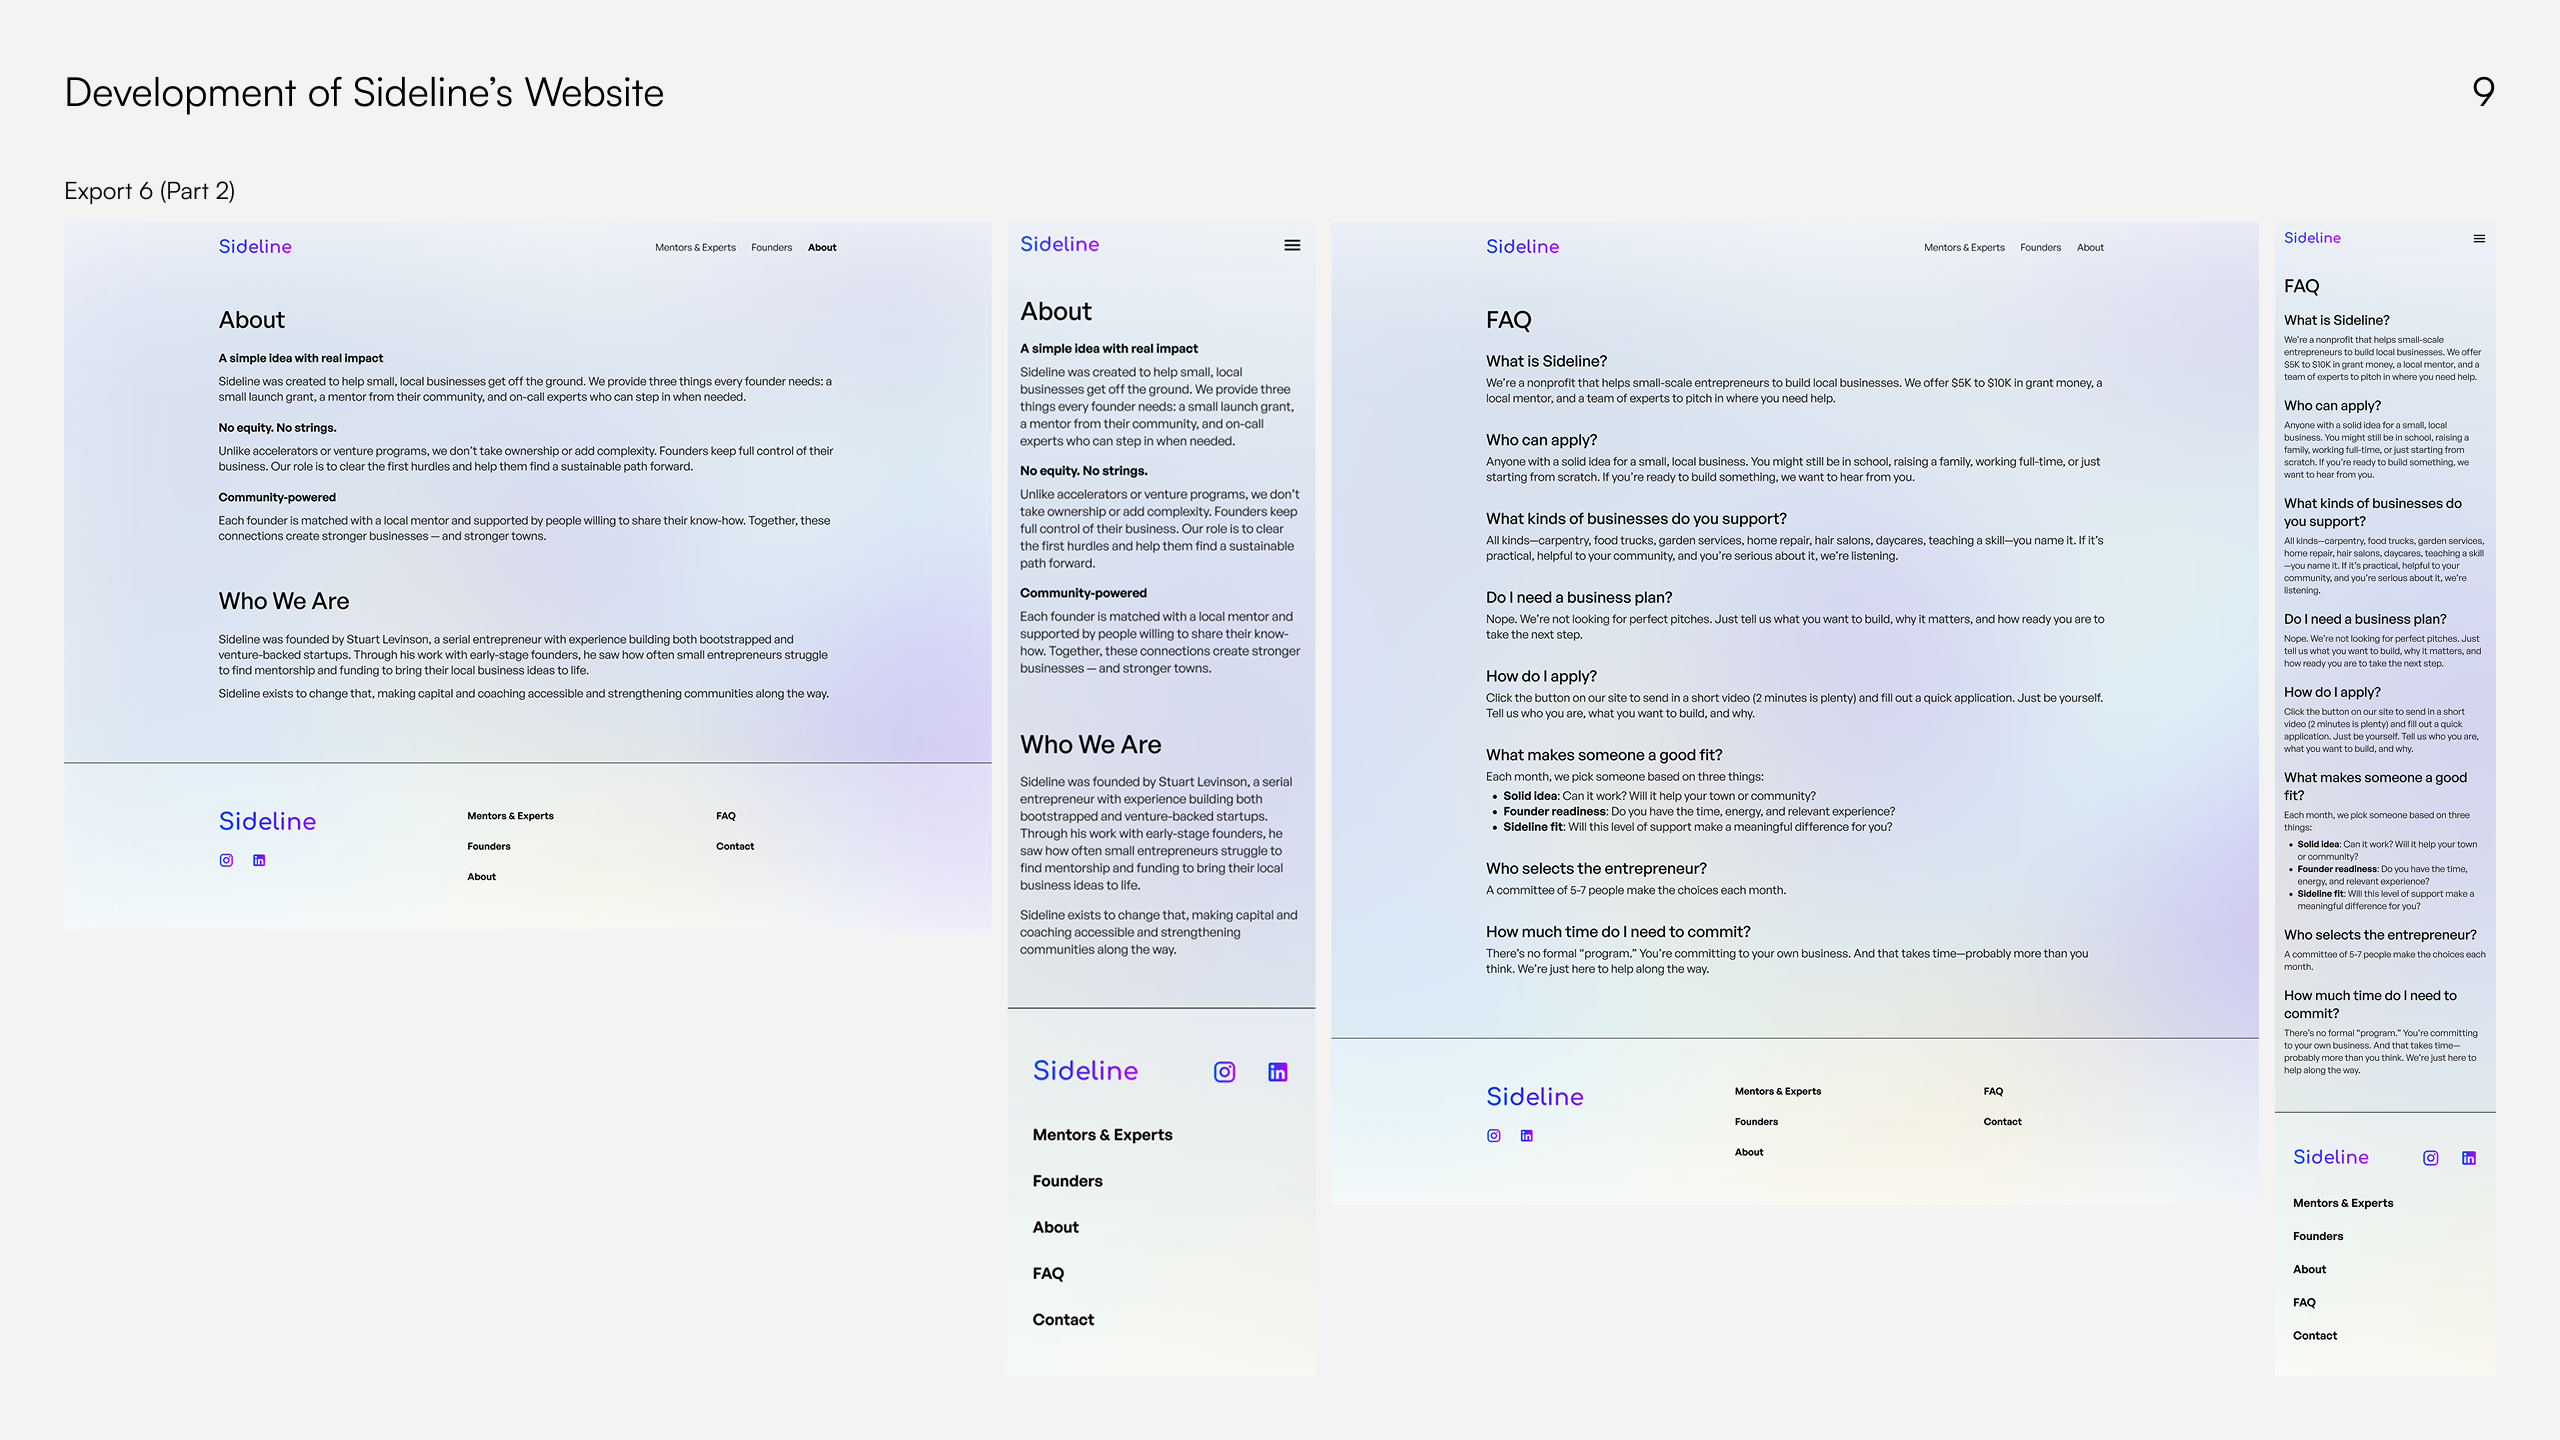 Development of Sideline’s Website
9
Export 6 (Part 2)
Sideline
Mentors & Experts Founders About
About
A simple idea with real impact
Sideline was created to help small, local businesses get off the ground. We provide three things every founder needs: a
small launch grant, a mentor from their community, and on-call experts who can step in when needed.
No equity. No strings.
Unlike accelerators or venture programs, we don’t take ownership or add complexity. Founders keep full control of their
business. Our role is to clear the first hurdles and help them find a sustainable path forward.
Community-powered
Each founder is matched with a local mentor and supported by people willing to share their know-how. Together, these
connections create stronger businesses — and stronger towns.
Who We Are
Sideline was founded by Stuart Levinson, a serial entrepreneur with experience building both bootstrapped and
venture-backed startups. Through his work with early-stage founders, he saw how often small entrepreneurs struggle
to find mentorship and funding to bring their local business ideas to life.
Sideline exists to change that, making capital and coaching accessible and strengthening communities along the way.
Sideline
Mentors & Experts
Founders
About
FAQ
Contact
Sideline
About
A simple idea with real impact
Sideline was created to help small, local
businesses get off the ground. We provide three
things every founder needs: a small launch grant,
a mentor from their community, and on-call
experts who can step in when needed.
No equity. No strings.
Unlike accelerators or venture programs, we don’t
take ownership or add complexity. Founders keep
full control of their business. Our role is to clear
the first hurdles and help them find a sustainable
path forward.
Community-powered
Each founder is matched with a local mentor and
supported by people willing to share their know-
how. Together, these connections create stronger
businesses — and stronger towns.
Who We Are
Sideline was founded by Stuart Levinson, a serial
entrepreneur with experience building both
bootstrapped and venture-backed startups.
Through his work with early-stage founders, he
saw how often small entrepreneurs struggle to
find mentorship and funding to bring their local
business ideas to life.
Sideline exists to change that, making capital and
coaching accessible and strengthening
communities along the way.
Sideline
Mentors & Experts
Founders
About
FAQ
Contact
Sideline
Mentors & Experts Founders About
FAQ
What is Sideline?
We’re a nonprofit that helps small-scale entrepreneurs to build local businesses. We offer $5K to $10K in grant money, a
local mentor, and a team of experts to pitch in where you need help.
Who can apply?
Anyone with a solid idea for a small, local business. You might still be in school, raising a family, working full-time, or just
starting from scratch. If you’re ready to build something, we want to hear from you.
What kinds of businesses do you support?
All kinds—carpentry, food trucks, garden services, home repair, hair salons, daycares, teaching a skill—you name it. If it’s
practical, helpful to your community, and you’re serious about it, we’re listening.
Do I need a business plan?
Nope. We’re not looking for perfect pitches. Just tell us what you want to build, why it matters, and how ready you are to
take the next step.
How do I apply?
Click the button on our site to send in a short video (2 minutes is plenty) and fill out a quick application. Just be yourself.
Tell us who you are, what you want to build, and why.
What makes someone a good fit?
Each month, we pick someone based on three things:
• Solid idea: Can it work? Will it help your town or community?
• Founder readiness: Do you have the time, energy, and relevant experience?
• Sideline fit: Will this level of support make a meaningful difference for you?
Who selects the entrepreneur?
A committee of 5-7 people make the choices each month.
How much time do I need to commit?
There’s no formal “program.” You’re committing to your own business. And that takes time—probably more than you
think. We’re just here to help along the way.
Sideline
Mentors & Experts
Founders
About
FAQ
Contact
Sideline
FAQ
What is Sideline?
We’re a nonprofit that helps small-scale
entrepreneurs to build local businesses. We offer
$5K to $10K in grant money, a local mentor, and a
team of experts to pitch in where you need help.
Who can apply?
Anyone with a solid idea for a small, local
business. You might still be in school, raising a
family, working full-time, or just starting from
scratch. If you’re ready to build something, we
want to hear from you.
What kinds of businesses do
you support?
All kinds—carpentry, food trucks, garden services,
home repair, hair salons, daycares, teaching a skill
—you name it. If it’s practical, helpful to your
community, and you’re serious about it, we’re
listening.
Do I need a business plan?
Nope. We’re not looking for perfect pitches. Just
tell us what you want to build, why it matters, and
how ready you are to take the next step.
How do I apply?
Click the button on our site to send in a short
video (2 minutes is plenty) and fill out a quick
application. Just be yourself. Tell us who you are,
what you want to build, and why.
What makes someone a good
fit?
Each month, we pick someone based on three
things:
• Solid idea: Can it work? Will it help your town
or community?
• Founder readiness: Do you have the time,
energy, and relevant experience?
• Sideline fit: Will this level of support make a
meaningful difference for you?
Who selects the entrepreneur?
A committee of 5-7 people make the choices each
month.
How much time do I need to
commit?
There’s no formal “program.” You’re committing
to your own business. And that takes time—
probably more than you think. We’re just here to
help along the way.
Sideline
Mentors & Experts
Founders
About
FAQ
Contact